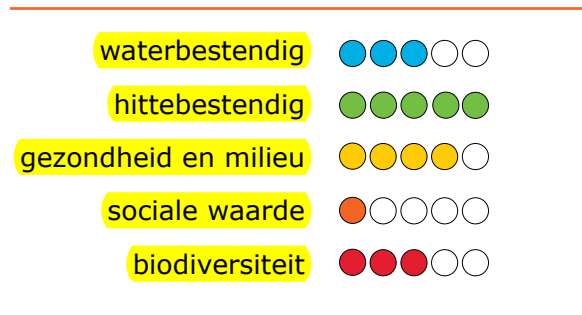 waterbestendig
hittebestendig
gezondheid en milieu
sociale waarde
biodiversiteit